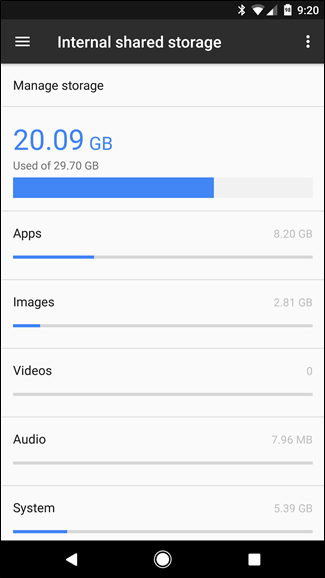 98 9:20
Internal shared storage
Manage storage
20.09 GB
Used of 29.70 GB
Apps 8.20 GB
Images 2.81 GB
Videos 0
Audio 7.96 MB
System 5.39 GB